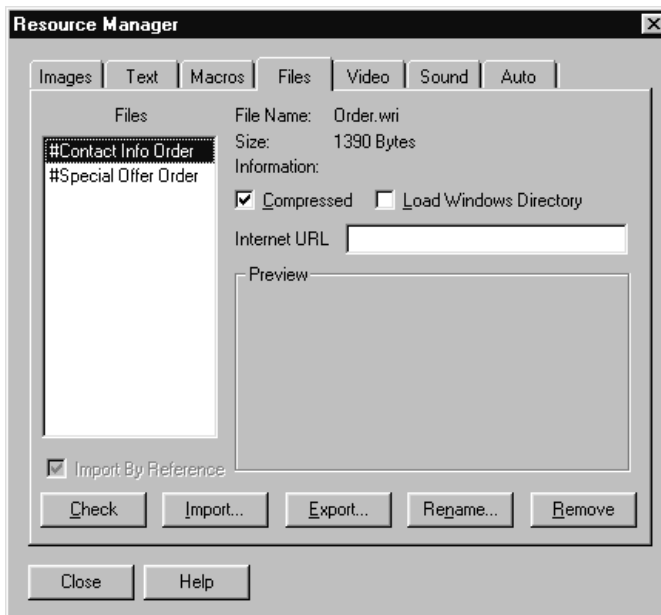 Resource Manager
Images Text Macros Files Video Sound Auto
Files
#Contact Info Order
#Special Offer Order
File Name: Order.wri
Size: 1390 Bytes
Information:
Compressed Load Windows Directory
Internet URL
Preview
Import By Reference
Check Import... Export... Rename... Remove
Close Help